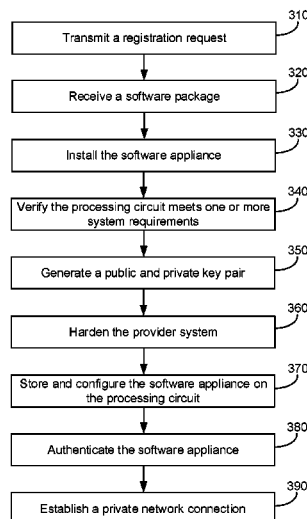 310
Transmit a registration request
320
Receive a software package
330
Install the software appliance
340
Verify the processing circuit meets one or more
system requirements
350
Generate a public and private key pair
360
Harden the provider system
370
Store and configure the software appliance on
the processing circuit
380
Authenticate the software appliance
390
Establish a private network connection